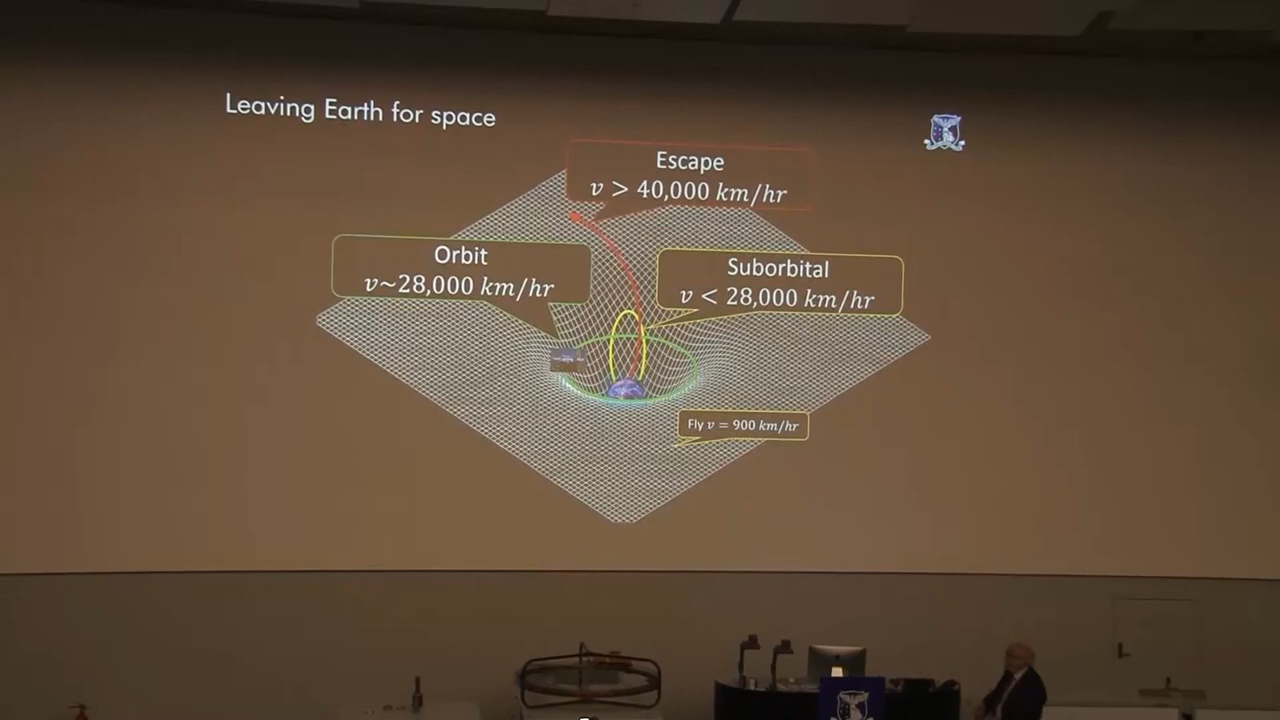 Leaving Earth for space
Escape
v > 40,000 km/hr
Orbit
v~28,000 km/hr
Suborbital
v < 28,000 km/hr
Fly v = 900 km/hr